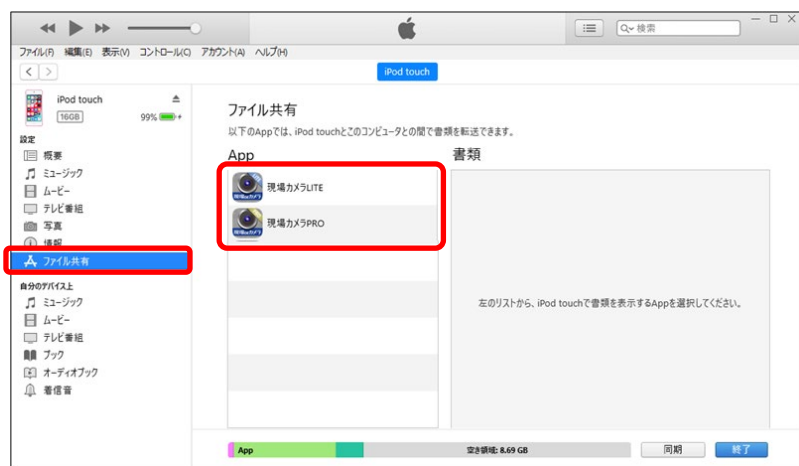 検索
ファイル(F) 編集(E) 表示(V) コントロール(C) アカウント(A) ヘルプ(H)
iPod touch
iPod touch
16GB 99%
設定
概要
ミュージック
ムービー
テレビ番組
写真
情報
ファイル共有
自分のデバイス上
ミュージック
ムービー
テレビ番組
ブック
オーディオブック
着信音
ファイル共有
以下のAppでは、iPod touchとこのコンピュータとの間で書類を転送できます。
App
現場カメラLITE
現場カメラPRO
書類
左のリストから、iPod touchで書類を表示するAppを選択してください。
App
空き領域: 8.69 GB
同期
終了